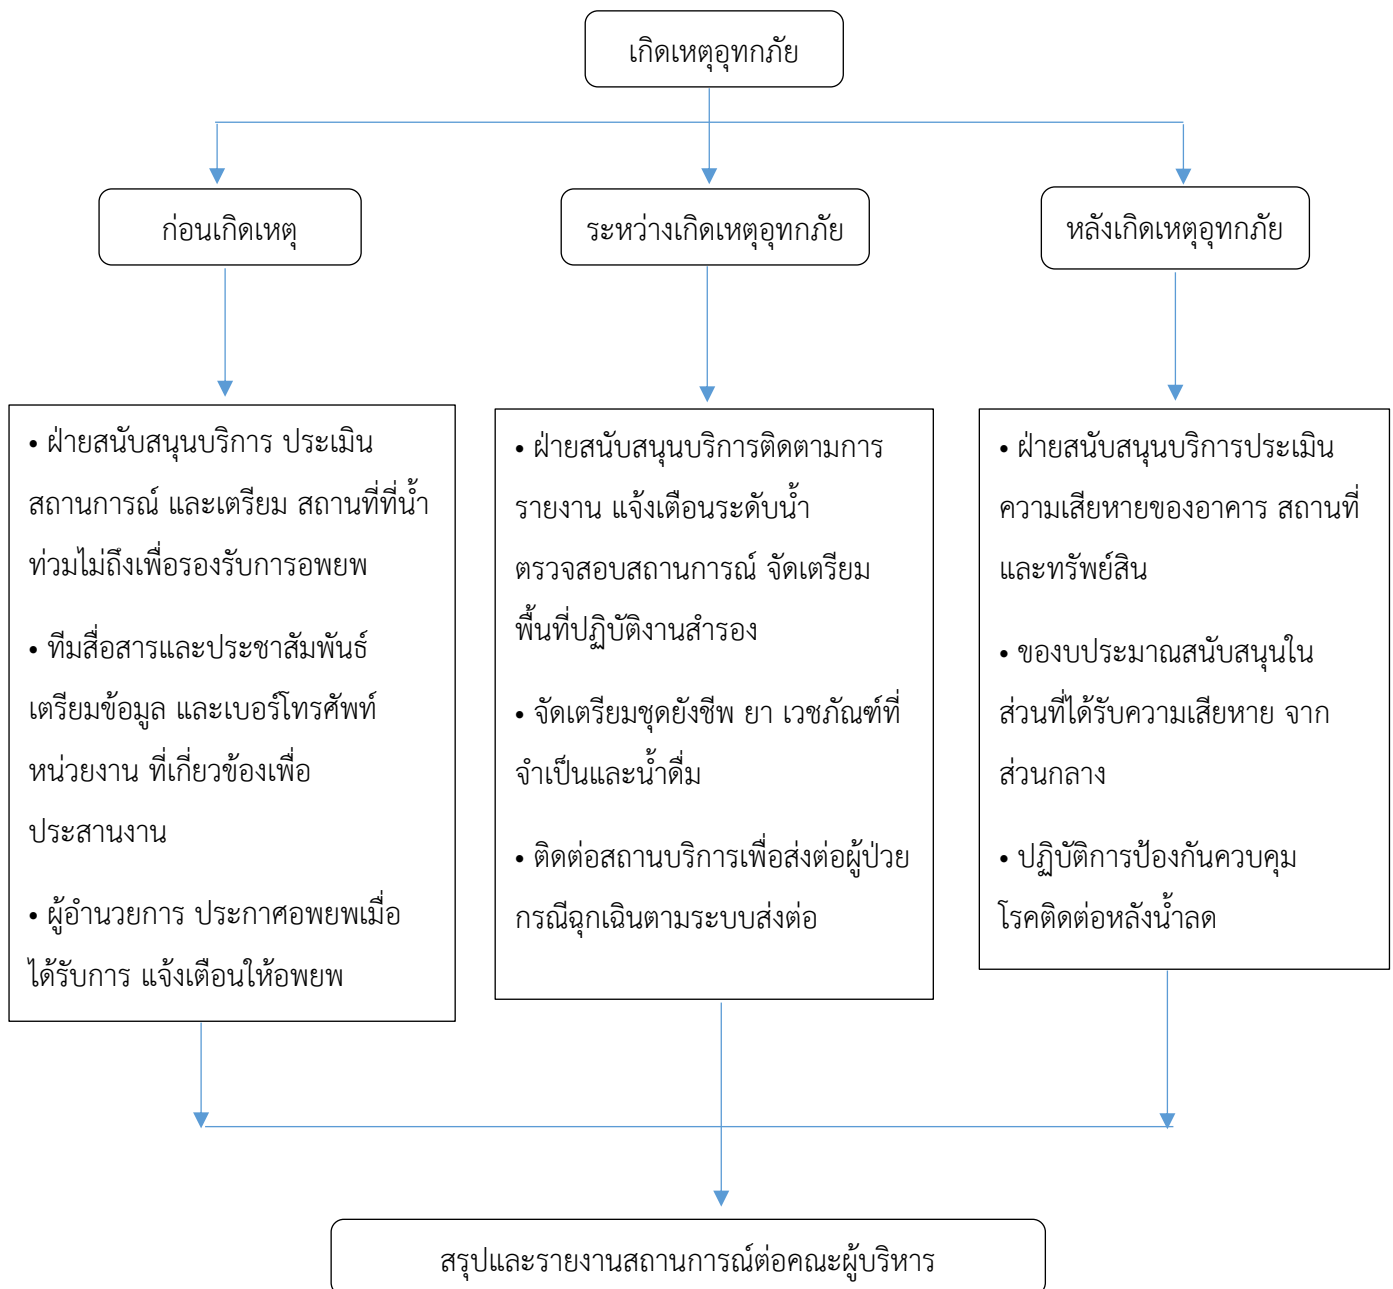 เกิดเหตุอุทกภัย
ก่อนเกิดเหตุ
ระหว่างเกิดเหตุอุทกภัย
หลังเกิดเหตุอุทกภัย
• ฝ่ายสนับสนุนบริการ ประเมิน
สถานการณ์ และเตรียม สถานที่ที่น้ำ
ท่วมไม่ถึงเพื่อรองรับการอพยพ
• ทีมสื่อสารและประชาสัมพันธ์
เตรียมข้อมูล และเบอร์โทรศัพท์
หน่วยงาน ที่เกี่ยวข้องเพื่อ
ประสานงาน
• ผู้อำนวยการ ประกาศอพยพเมื่อ
ได้รับการ แจ้งเตือนให้อพยพ
• ฝ่ายสนับสนุนบริการติดตามการ
รายงาน แจ้งเตือนระดับน้ำ
ตรวจสอบสถานการณ์ จัดเตรียม
พื้นที่ปฏิบัติงานสำรอง
• จัดเตรียมชุดยังชีพ ยา เวชภัณฑ์ที่
จำเป็นและน้ำดื่ม
• ติดต่อสถานบริการเพื่อส่งต่อผู้ป่วย
กรณีฉุกเฉินตามระบบส่งต่อ
• ฝ่ายสนับสนุนบริการประเมิน
ความเสียหายของอาคาร สถานที่
และทรัพย์สิน
• ของบประมาณสนับสนุนใน
ส่วนที่ได้รับความเสียหาย จาก
ส่วนกลาง
• ปฏิบัติการป้องกันควบคุม
โรคติดต่อหลังน้ำลด
สรุปและรายงานสถานการณ์ต่อคณะผู้บริหาร